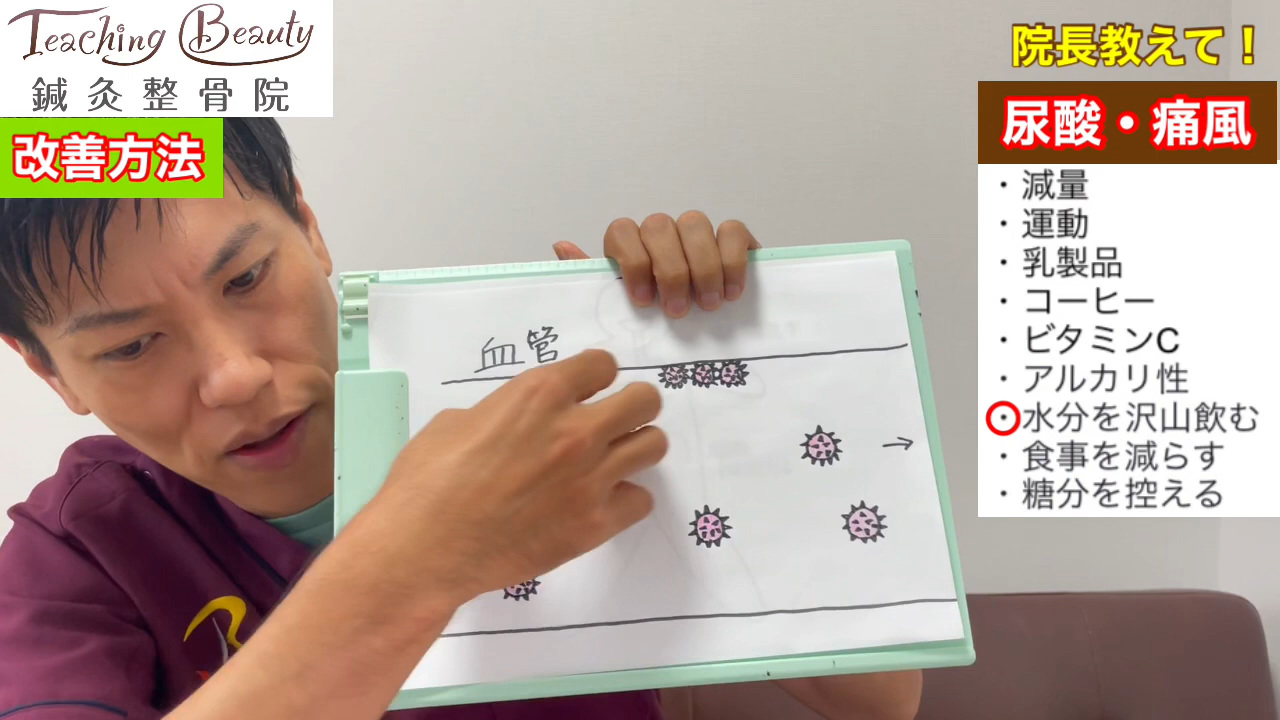 Teaching Beauty
鍼灸整骨院
改善方法
院長教えて！
尿酸・痛風
・減量
・運動
・乳製品
・コーヒー
・ビタミンC
・アルカリ性
・水分を沢山飲む
・食事を減らす
・糖分を控える
血管